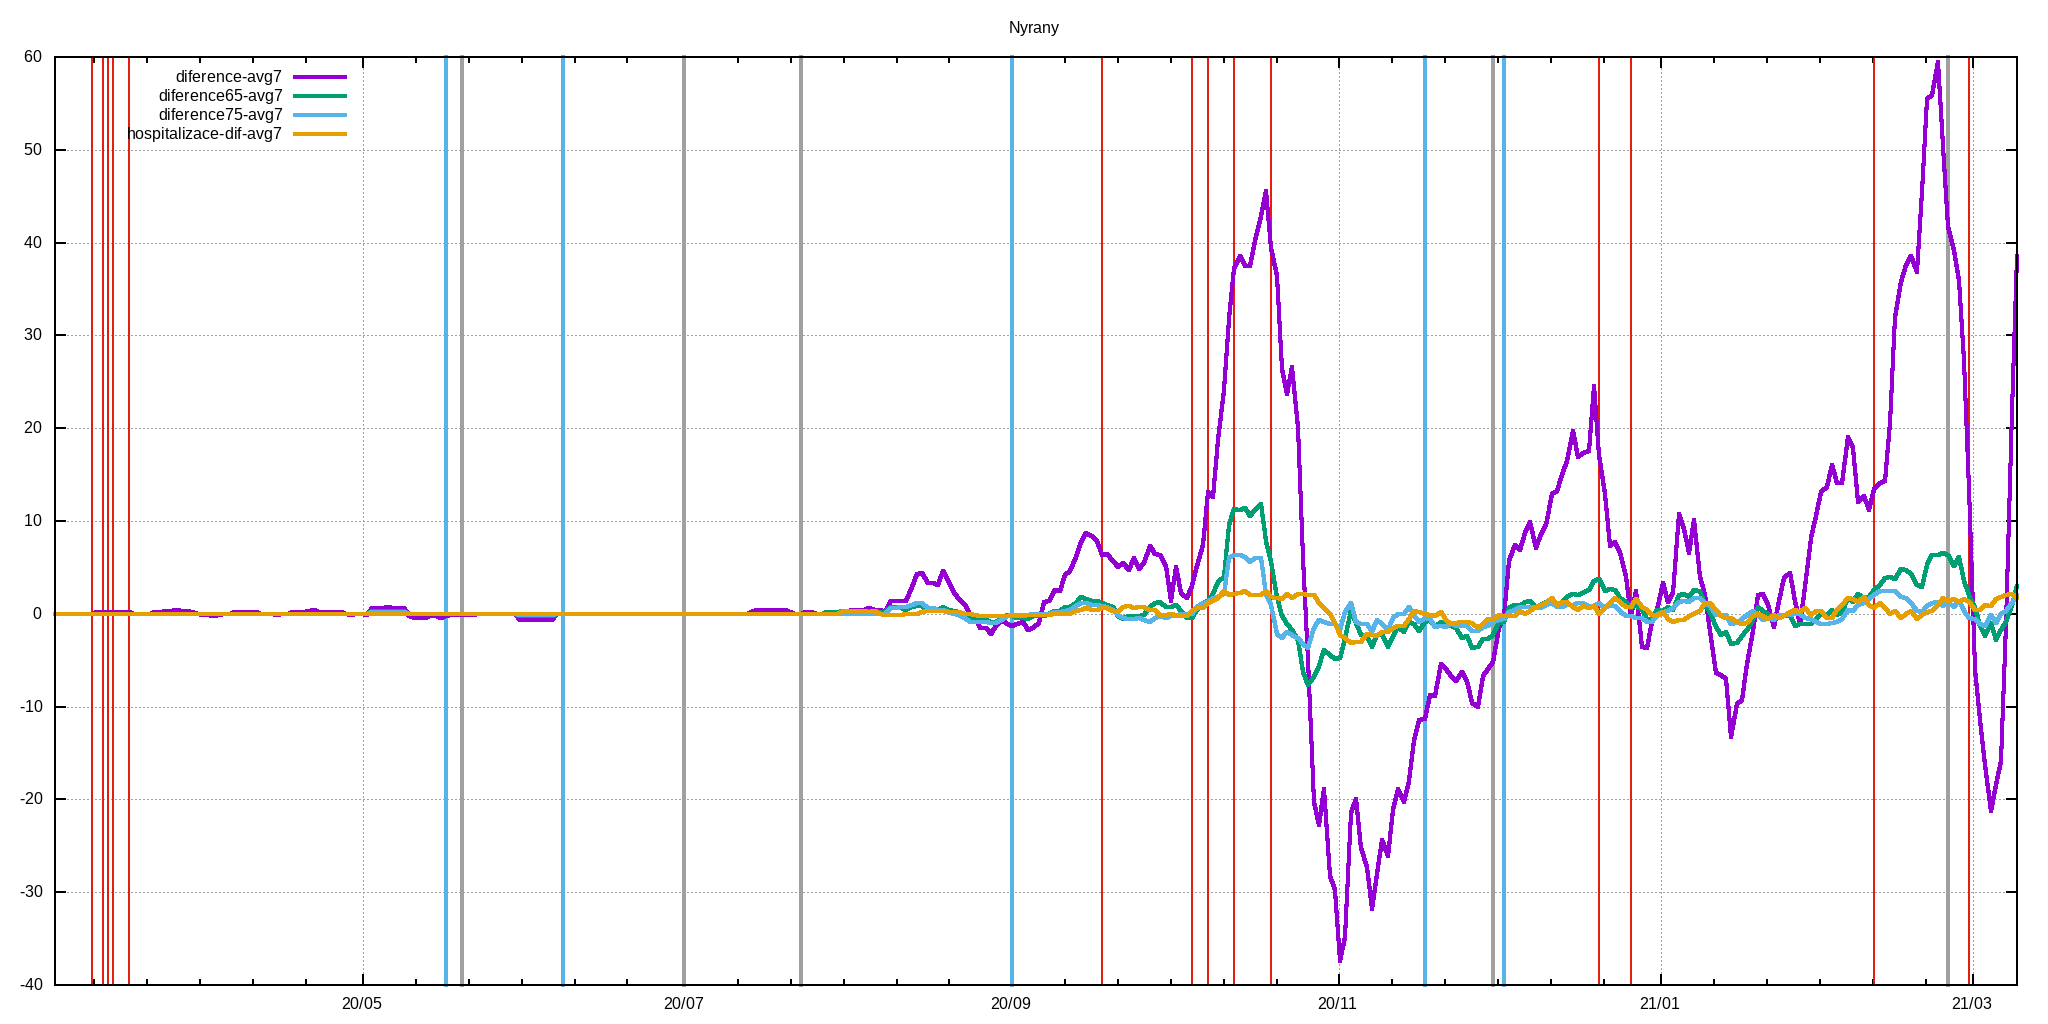 Nyrany
60
50
40
30
20
10
0
-10
-20
-30
-40
diference-avg7
diference65-avg7
diference75-avg7
hospitalizace-dif-avg7
20/05 20/07 20/09 20/11 21/01 21/03